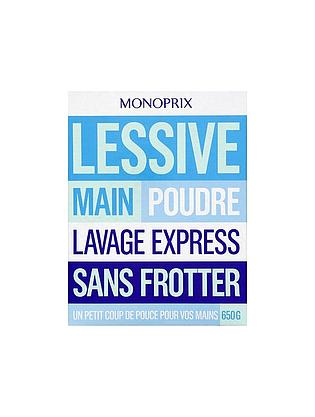 MONOPRIX
LESSIVE
MAIN POUDRE
LAVAGE EXPRESS
SANS FROTTER
UN PETIT COUP DE POUCE POUR VOS MAINS 650G